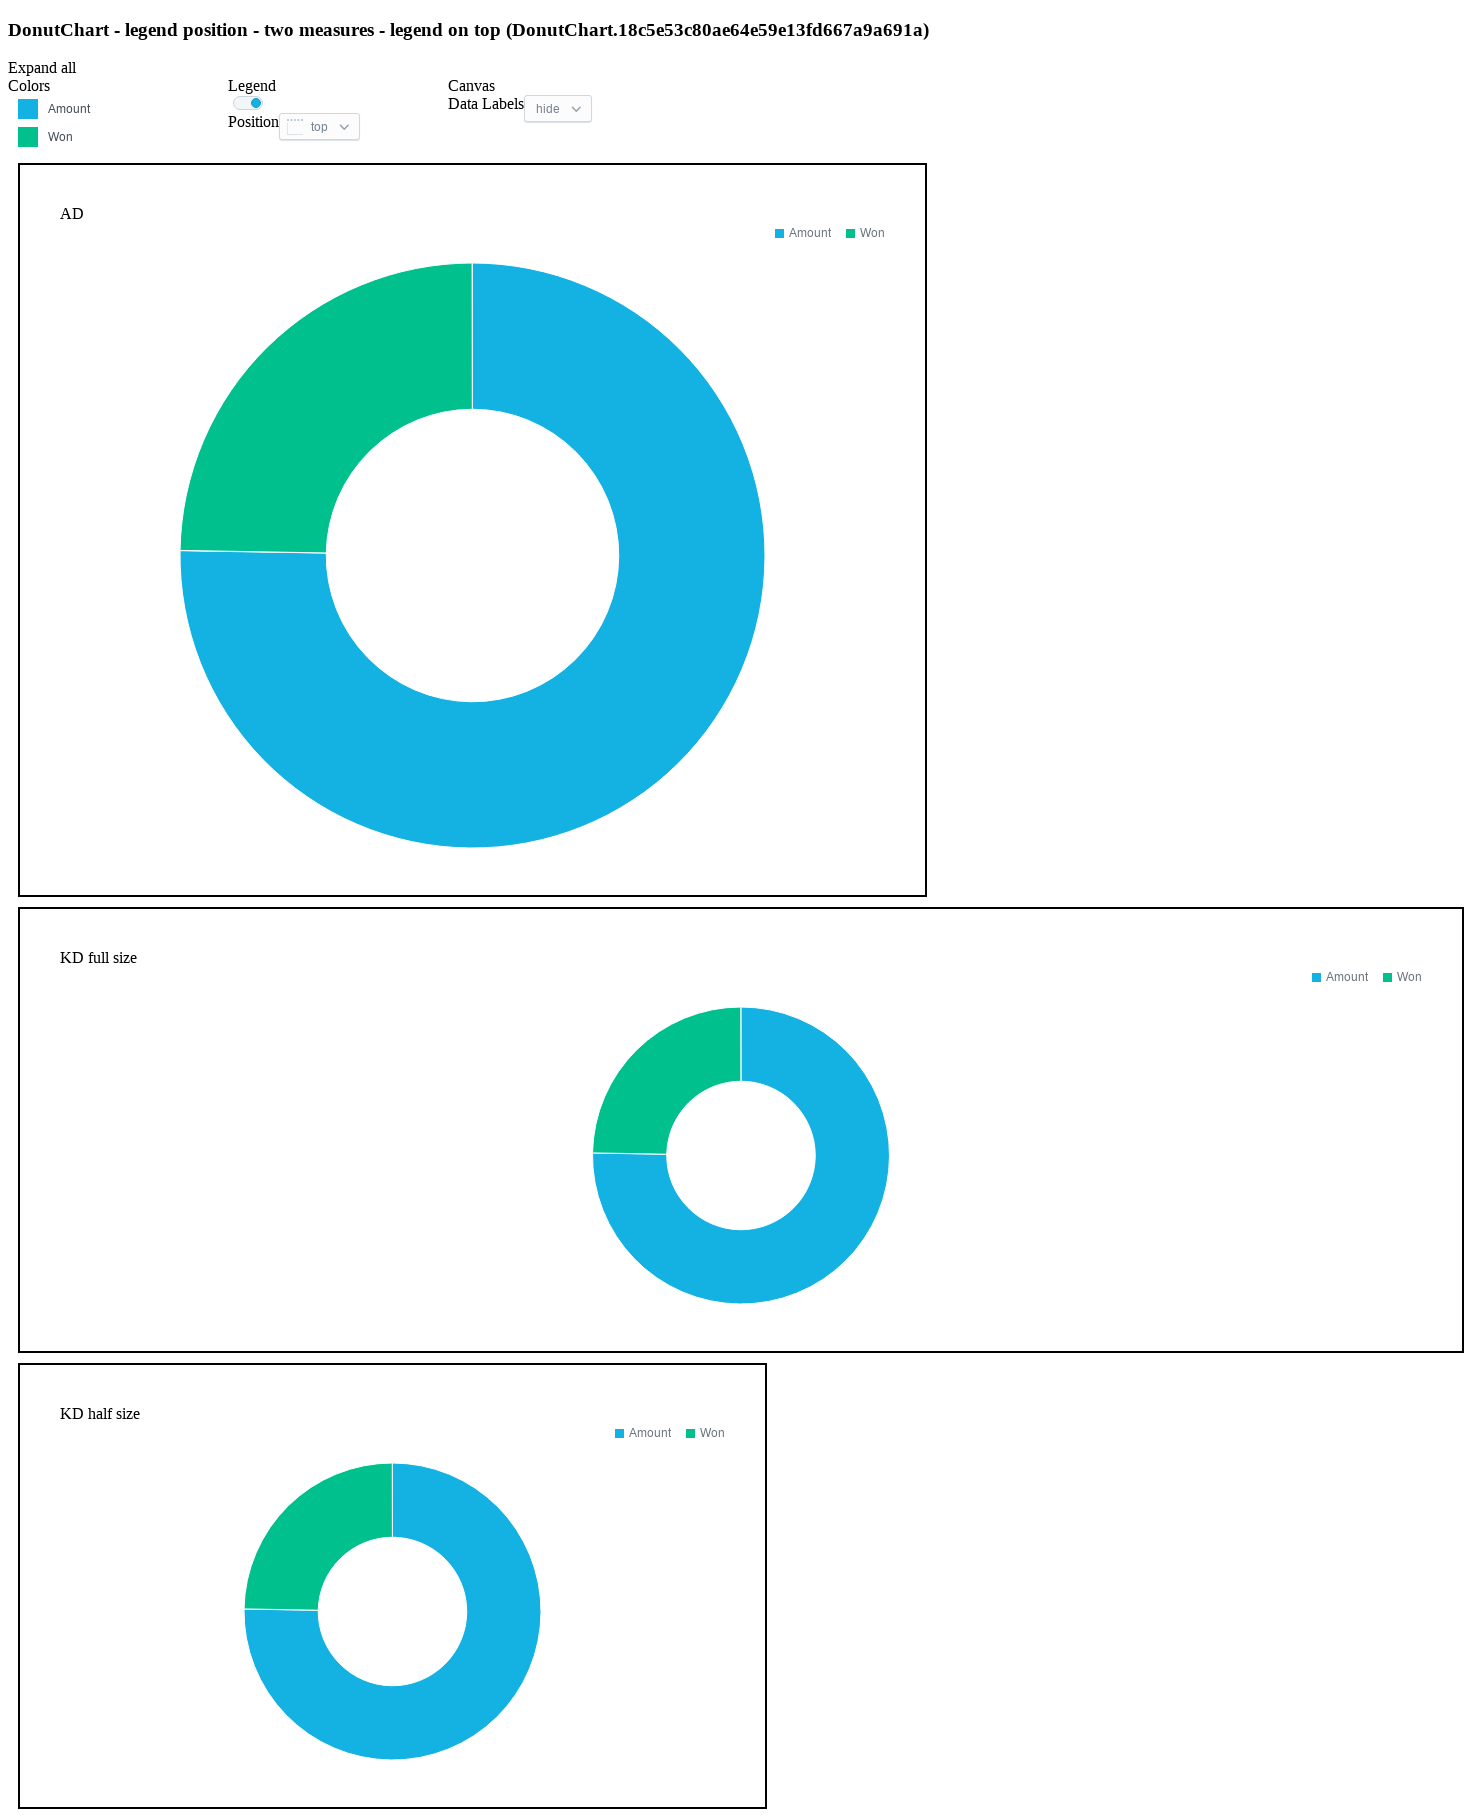 DonutChart - legend position - two measures - legend on top (DonutChart.18c5e53c80ae64e59e13fd667a9a691a)
Expand all
Colors
Amount
Won
Legend
Position top
Canvas
Data Labels hide
AD
Amount Won
KD full size
Amount Won
KD half size
Amount Won